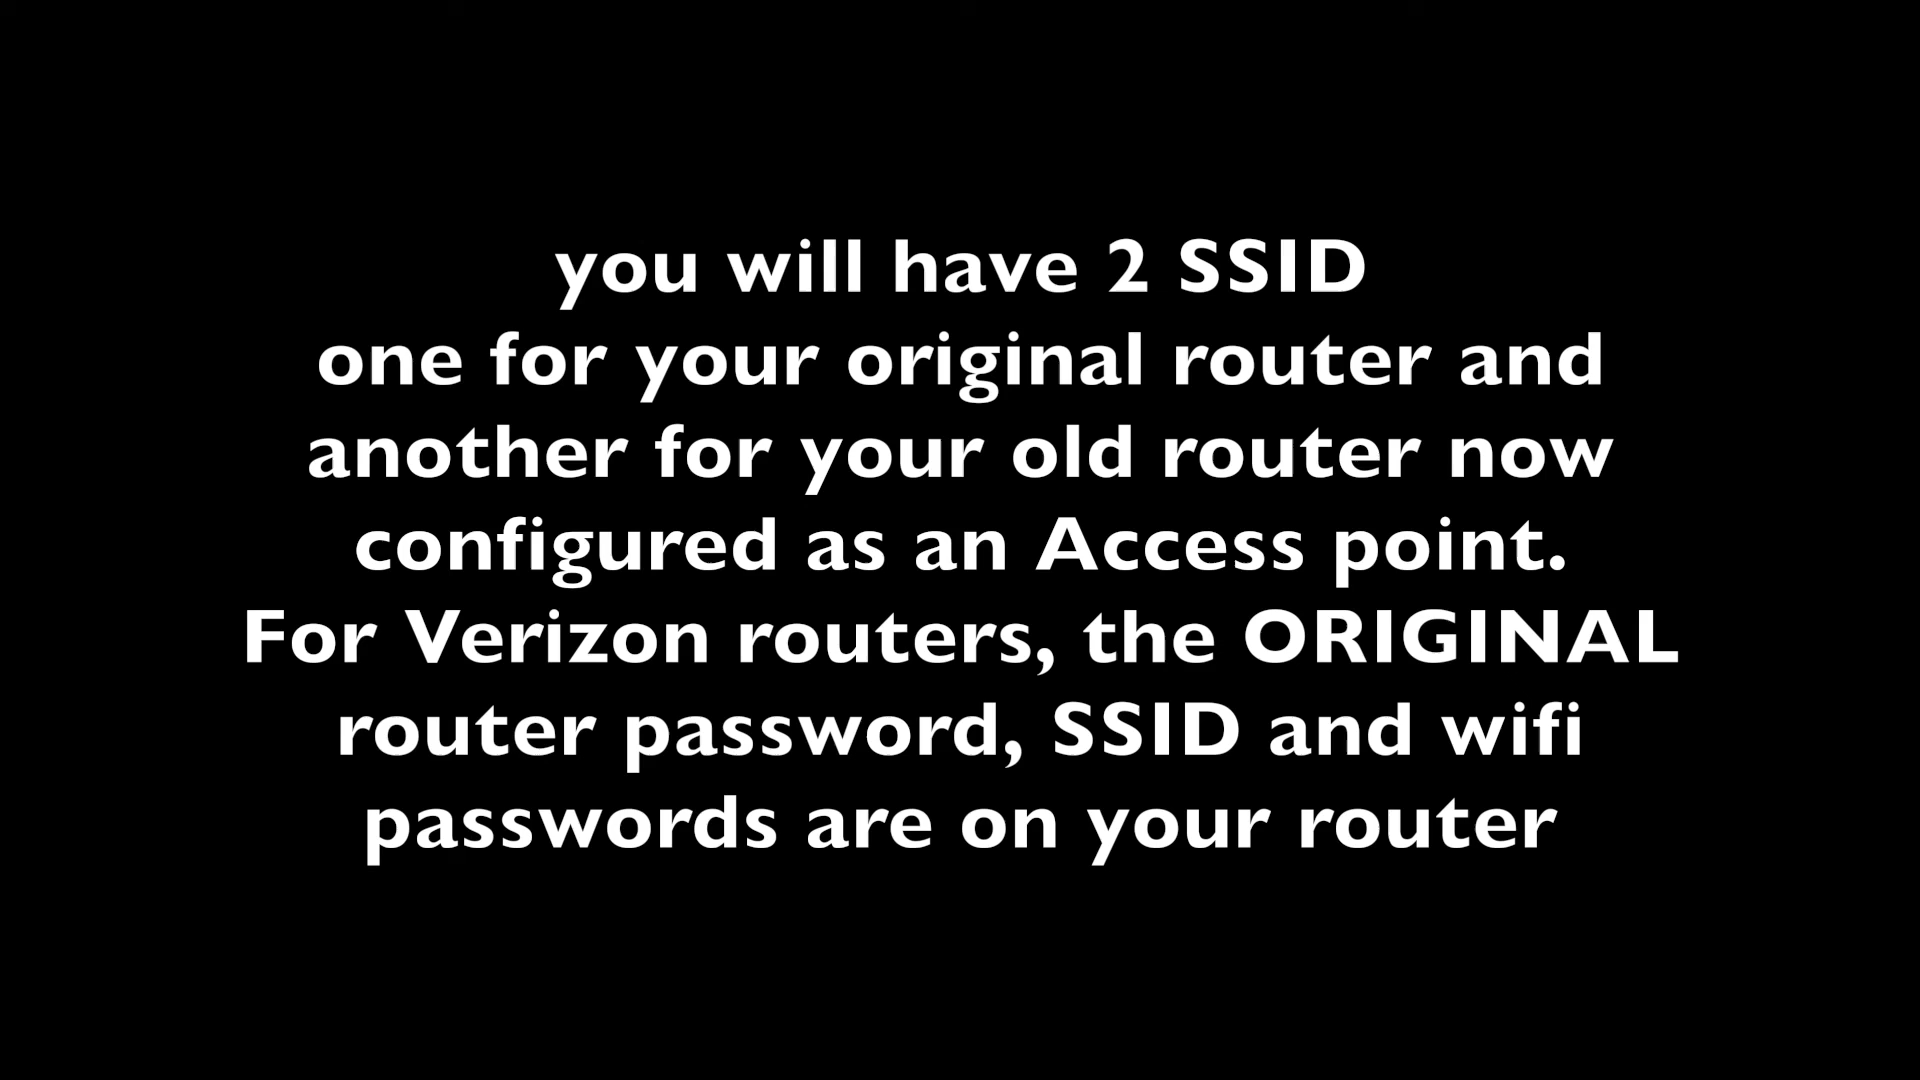 you will have 2 SSID
one for your original router and
another for your old router now
configured as an Access point.
For Verizon routers, the ORIGINAL
router password, SSID and wifi
passwords are on your router